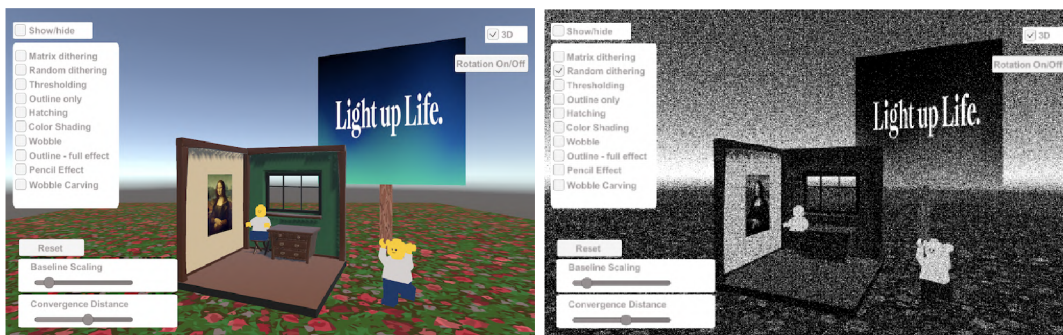 Show/hide
3D
Rotation On/Off
Matrix dithering
Random dithering
Thresholding
Outline only
Hatching
Color Shading
Wobble
Outline - full effect
Pencil Effect
Wobble Carving
Light up Life.
Reset
Baseline Scaling
Convergence Distance
Show/hide
3D
Rotation On/Off
Matrix dithering
Random dithering
Thresholding
Outline only
Hatching
Color Shading
Wobble
Outline - full effect
Pencil Effect
Wobble Carving
Light up Life.
Reset
Baseline Scaling
Convergence Distance